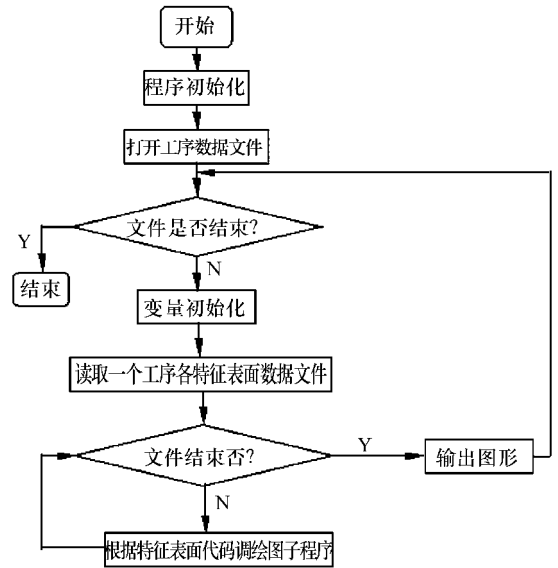 开始
程序初始化
打开工序数据文件
文件是否结束?
Y
N
结束
变量初始化
读取一个工序各特征表面数据文件
文件结束否?
Y
输出图形
N
根据特征表面代码调绘图子程序